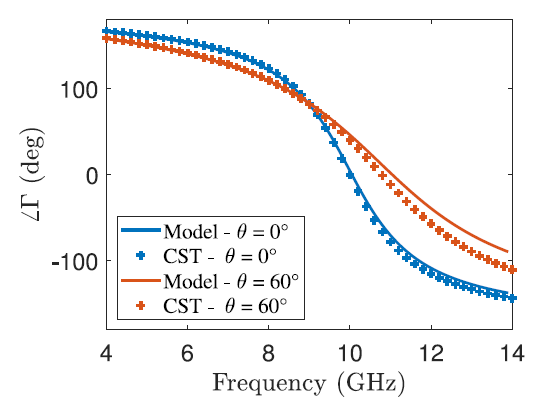 100
0
-100
∠Γ (deg)
Model - θ = 0°
CST - θ = 0°
Model - θ = 60°
CST - θ = 60°
4 6 8 10 12 14
Frequency (GHz)